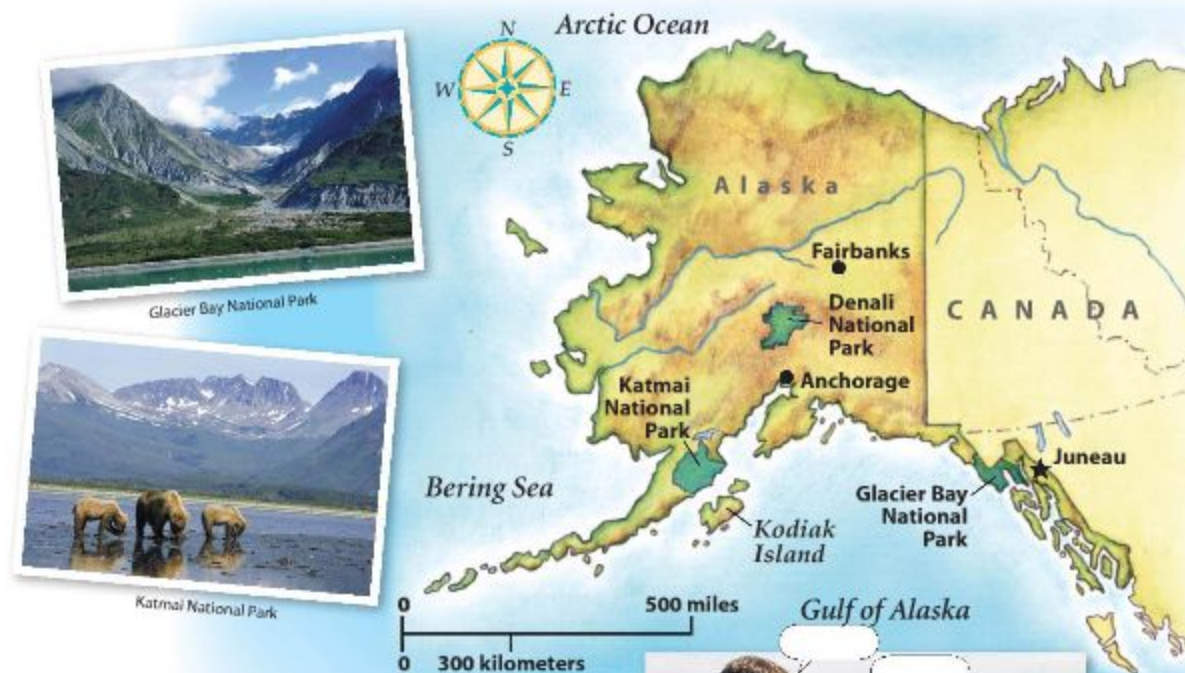 N
W
E
S
Arctic Ocean
Glacier Bay National Park
Katmai National Park
Alaska
Fairbanks
Denali
National
Park
CANADA
Anchorage
Katmai
National
Park
Juneau
Glacier Bay
National
Park
Bering Sea
Kodiak
Island
Gulf of Alaska
0
500 miles
0
300 kilometers